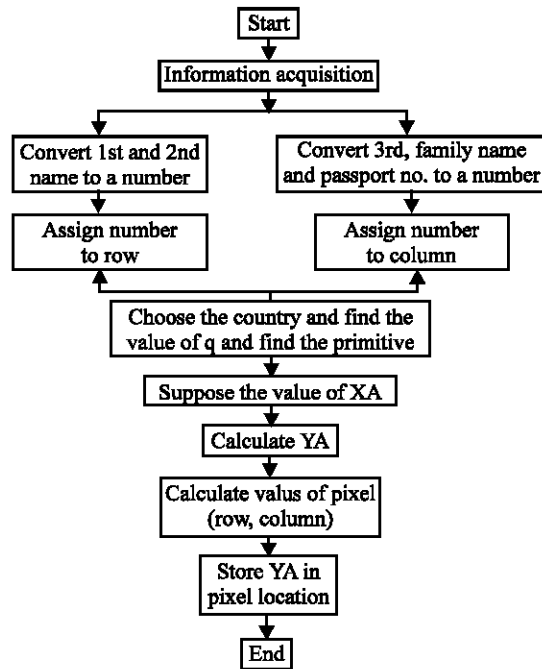 Start
Information acquisition
Convert 1st and 2nd
name to a number
Convert 3rd, family name
and passport no. to a number
Assign number
to row
Assign number
to column
Choose the country and find the
value of q and find the primitive
Suppose the value of XA
Calculate YA
Calculate valus of pixel
(row, column)
Store YA in
pixel location
End